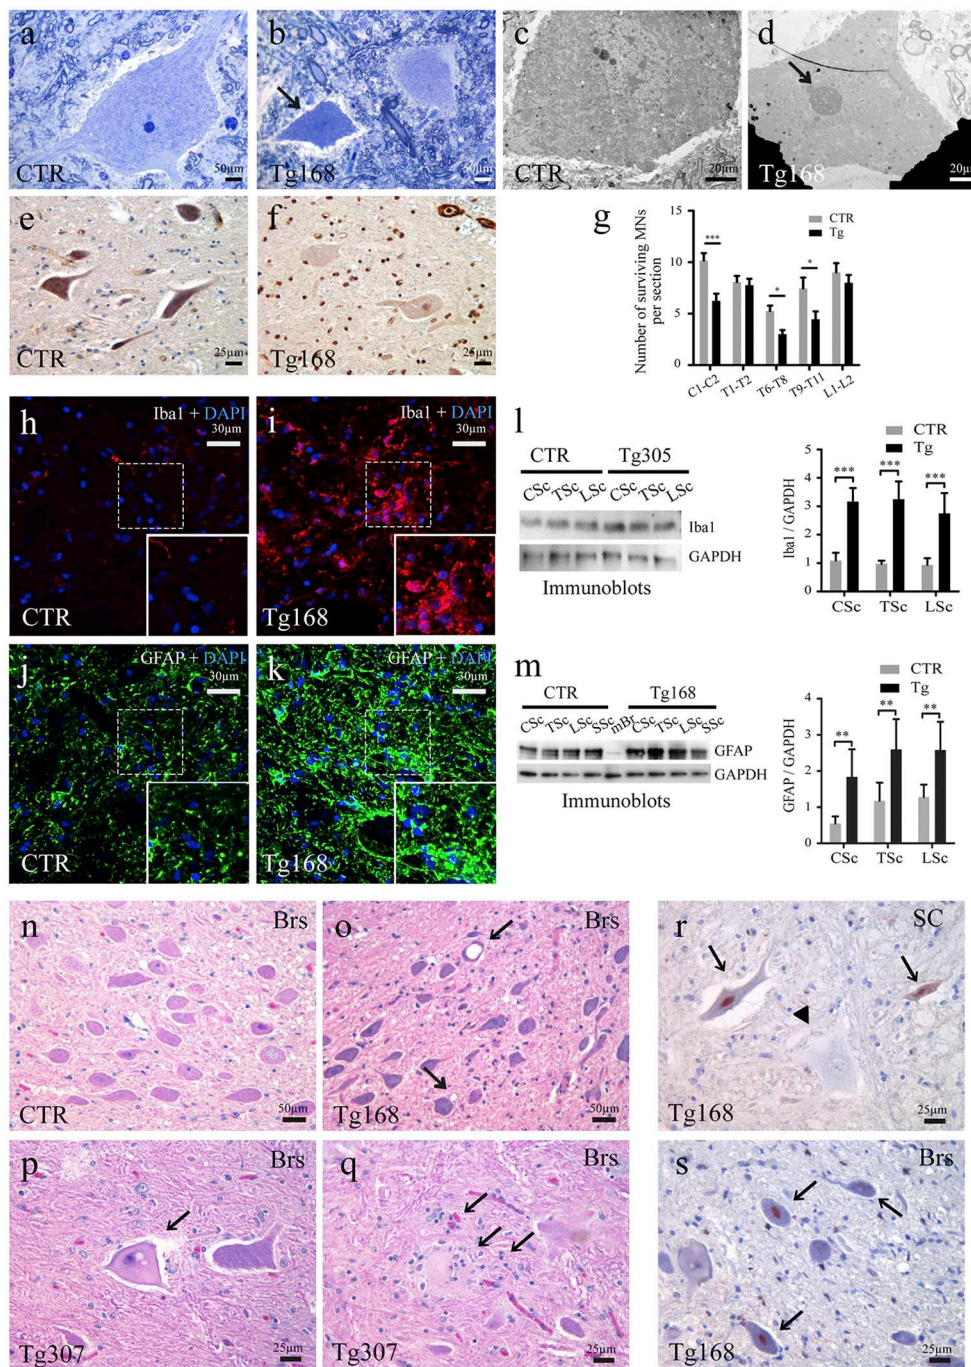 a
CTR
50µm
b
Tg168
50µm
c
CTR
20µm
d
Tg168
20µm
e
CTR
25µm
f
Tg168
25µm
g
Number of surviving MNs
per section
15
10
5
0
***
*
*
CTR
Tg
C1-C2
T1-T2
T6-T8
T9-T11
L1-L2
h
Iba1 + DAPI
30µm
CTR
i
Iba1 + DAPI
30µm
Tg168
j
GFAP + DAPI
30µm
CTR
k
GFAP + DAPI
30µm
Tg168
l
CTR Tg305
CSc TSc LSc CSc TSc LSc
Iba1
GAPDH
Immunoblots
CTR
Tg
Iba1 / GAPDH
5
4
3
2
1
0
*** *** ***
CSc TSc LSc
m
CTR Tg168
CSc TSc LSc SSc mBr CSc TSc LSc SSc
GFAP
GAPDH
Immunoblots
CTR
Tg
GFAP / GAPDH
4
3
2
1
0
** ** **
CSc TSc LSc
n
Brs
CTR
50µm
o
Brs
Tg168
50µm
r
SC
Tg168
25µm
p
Brs
Tg307
25µm
q
Brs
Tg307
25µm
s
Brs
Tg168
25µm